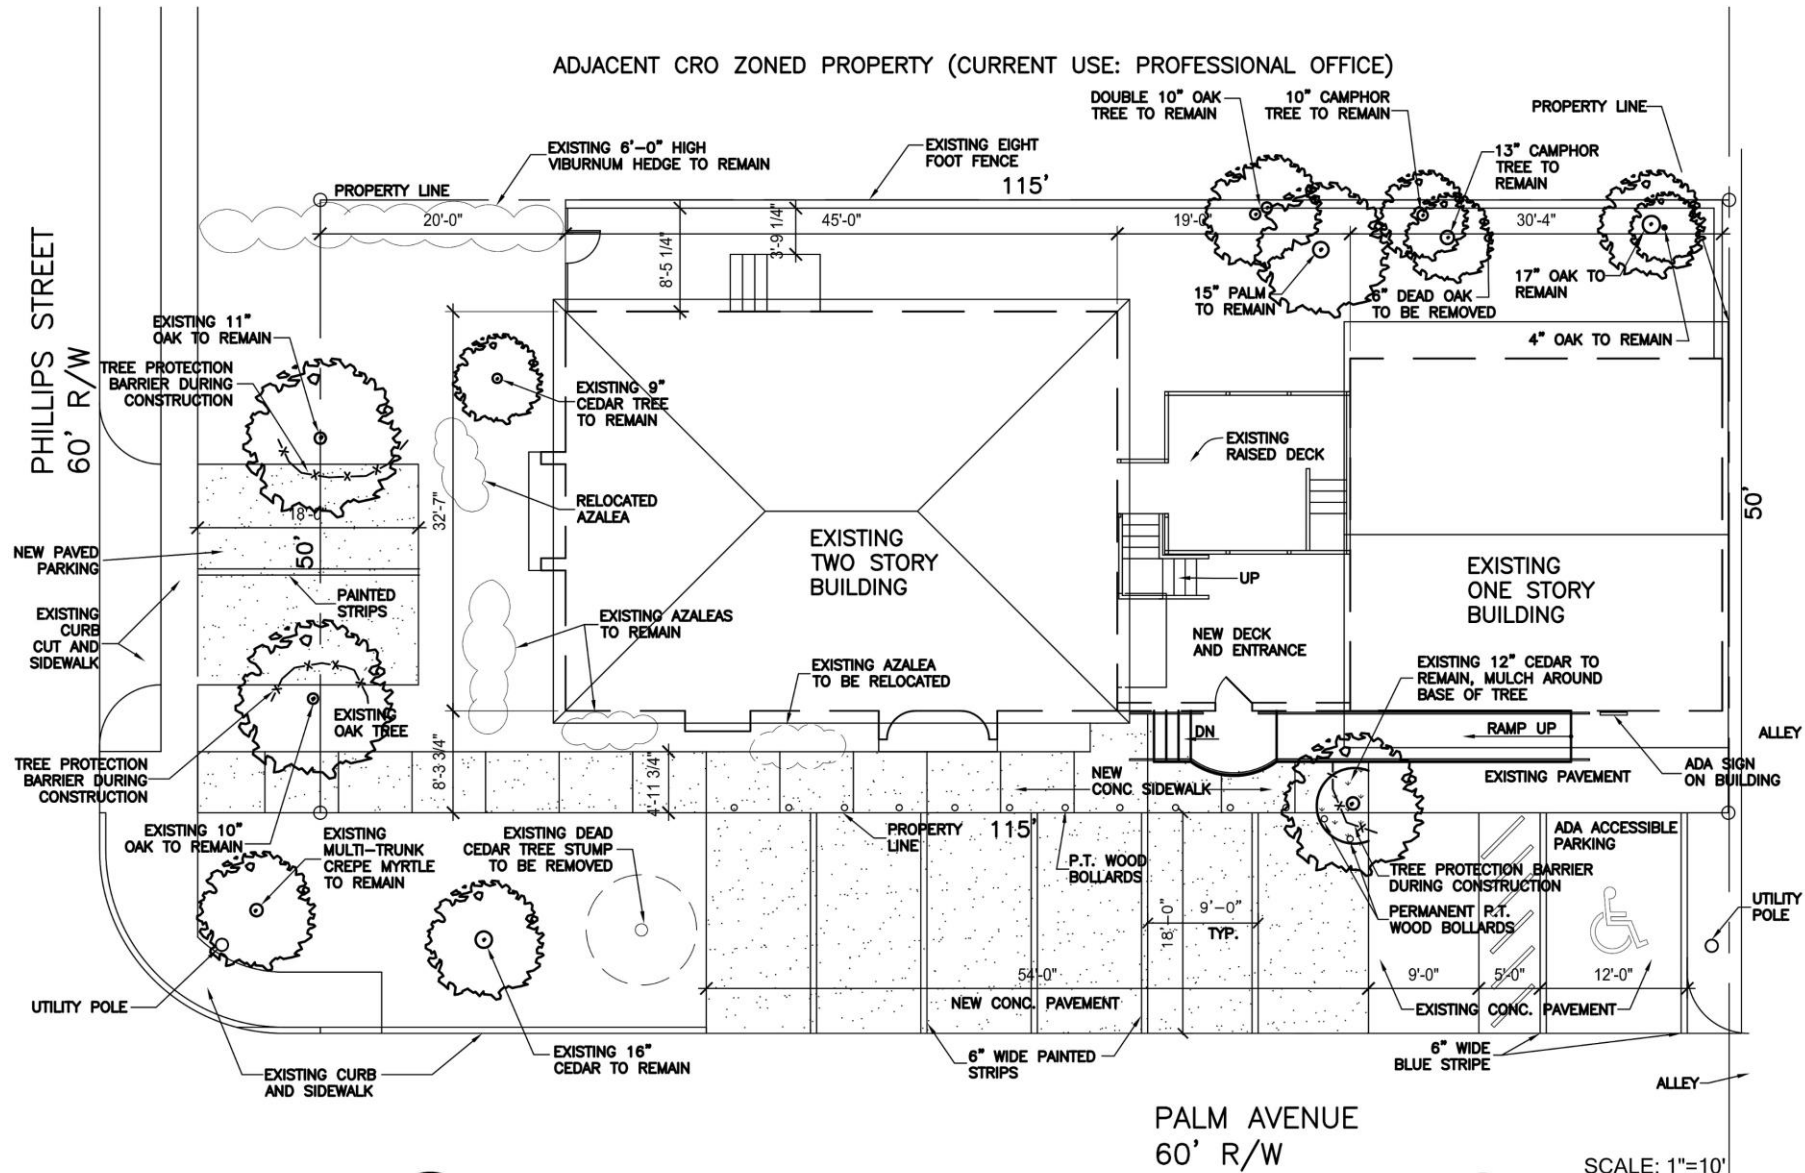 ADJACENT CRO ZONED PROPERTY (CURRENT USE: PROFESSIONAL OFFICE)
DOUBLE 10" OAK
TREE TO REMAIN
10" CAMPHOR
TREE TO REMAIN
PROPERTY LINE
EXISTING 6'-0" HIGH
VIBURNUM HEDGE TO REMAIN
EXISTING EIGHT
FOOT FENCE
13" CAMPHOR
TREE TO
REMAIN
PROPERTY LINE
115'
20'-0"
45'-0"
19'-0"
30'-4"
8'-5 1/4"
3'-9 1/4"
PHILLIPS STREET
60' R/W
15" PALM
TO REMAIN
6" DEAD OAK
TO BE REMOVED
17" OAK TO
REMAIN
4" OAK TO REMAIN
EXISTING 11"
OAK TO REMAIN
TREE PROTECTION
BARRIER DURING
CONSTRUCTION
EXISTING 9"
CEDAR TREE
TO REMAIN
EXISTING
RAISED DECK
RELOCATED
AZALEA
32'-7"
18'-0"
50'
50'
NEW PAVED
PARKING
EXISTING
TWO STORY
BUILDING
EXISTING
ONE STORY
BUILDING
UP
PAINTED
STRIPS
EXISTING
CURB
CUT AND
SIDEWALK
EXISTING AZALEAS
TO REMAIN
NEW DECK
AND ENTRANCE
EXISTING AZALEA
TO BE RELOCATED
EXISTING 12" CEDAR TO
REMAIN, MULCH AROUND
BASE OF TREE
EXISTING
OAK TREE
DN
RAMP UP
ALLEY
TREE PROTECTION
BARRIER DURING
CONSTRUCTION
8'-3 3/4"
4'-11 3/4"
NEW
CONC. SIDEWALK
EXISTING PAVEMENT
ADA SIGN
ON BUILDING
EXISTING 10"
OAK TO REMAIN
EXISTING
MULTI-TRUNK
CREPE MYRTLE
TO REMAIN
EXISTING DEAD
CEDAR TREE STUMP
TO BE REMOVED
PROPERTY
LINE
115'
P.T. WOOD
BOLLARDS
ADA ACCESSIBLE
PARKING
TREE PROTECTION BARRIER
DURING CONSTRUCTION
PERMANENT P.T.
WOOD BOLLARDS
UTILITY
POLE
18'-0"
9'-0"
TYP.
54'-0"
9'-0"
5'-0"
12'-0"
NEW CONC. PAVEMENT
EXISTING CONC. PAVEMENT
UTILITY POLE
EXISTING 16"
CEDAR TO REMAIN
6" WIDE PAINTED
STRIPS
6" WIDE
BLUE STRIPE
EXISTING CURB
AND SIDEWALK
ALLEY
PALM AVENUE
60' R/W
SCALE: 1"=10'